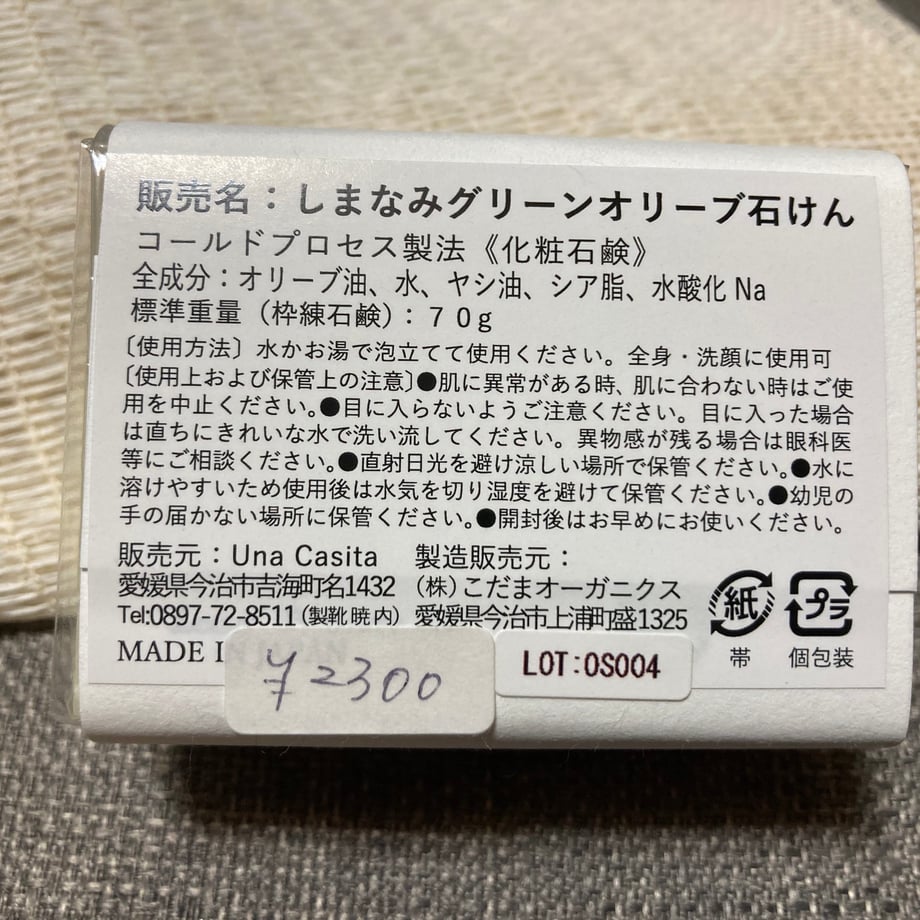 販売名：しまなみグリーンオリーブ石けん
コールドプロセス製法《化粧石鹸》
全成分：オリーブ油、水、ヤシ油、シア脂、水酸化Na
標準重量（枠練石鹸）：７０g
〔使用方法〕水かお湯で泡立てて使用ください。全身・洗顔に使用可
〔使用上および保管上の注意〕●肌に異常がある時、肌に合わない時はご使
用を中止ください。●目に入らないようご注意ください。目に入った場合
は直ちにきれいな水で洗い流してください。異物感が残る場合は眼科医
等にご相談ください。●直射日光を避け涼しい場所で保管ください。●水に
溶けやすいため使用後は水気を切り湿度を避けて保管ください。●幼児の
手の届かない場所に保管ください。●開封後はお早めにお使いください。
販売元：Una Casita
愛媛県今治市吉海町名1432
Tel:0897-72-8511（製靴 暁 内）
製造販売元：
（株）こだまオーガニクス
愛媛県今治市上浦町盛1325
紙
帯
プラ
個包装
MADE IN JAPAN
¥2300
LOT:OS004